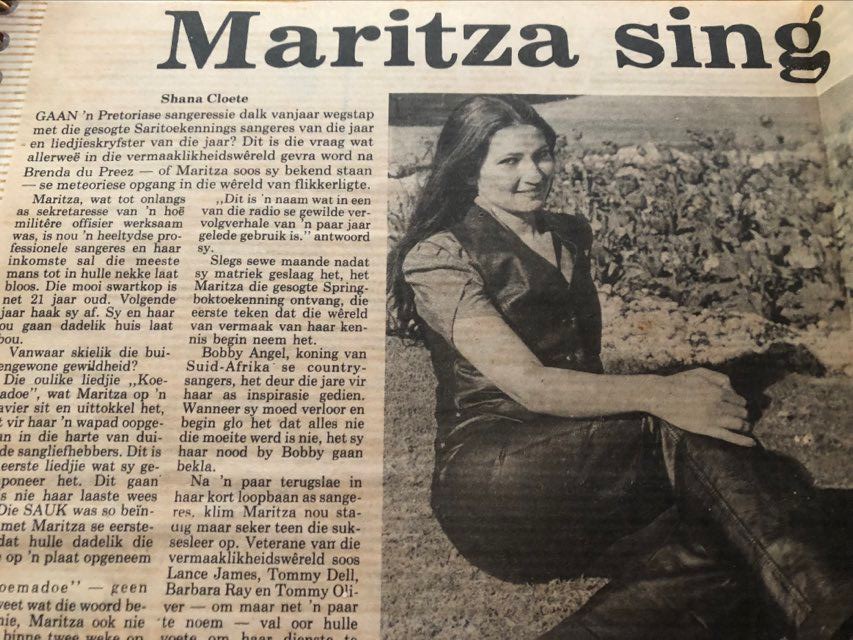 Maritza sing
Shana Cloete
GAAN 'n Pretoriase sangeressie dalk vanjaar wegstap
met die gesogte Saritoekennings sangeres van die jaar
en liedjieskryfster van die jaar? Dit is die vraag wat
allerweë in die vermaaklikheidswêreld gevra word na
Brenda du Preez — of Maritza soos sy bekend staan
— se meteoriese opgang in die wêreld van flikkerligte.
Maritza, wat tot onlangs
as sekretaresse van 'n hoë
militêre offisier werksaam
was, is nou 'n heeltydse pro-
fessionele sangeres en haar
inkomste sal die meeste
mans tot in hulle nekke laat
bloos. Die mooi swartkop is
net 21 jaar oud. Volgende
jaar haak sy af. Sy en haar
ou gaan dadelik huis laat
bou.
Vanwaar skielik die bui-
engewone gewildheid?
Die oulike liedjie ,,Koe-
adoe", wat Maritza op 'n
avier sit en uittokkel het,
t vir haar 'n wapad oopge-
an in die harte van dui-
de sangliefhebbers. Dit is
eerste liedjie wat sy ge-
poneer het. Dit gaan
s nie haar laaste wees
Die SAUK was so beïn-
met Maritza se eerste-
dat hulle dadelik die
op 'n plaat opgeneem
oemadoe" — geen
veet wat die woord be-
nie, Maritza ook nie
binne twee weke op
,,Dit is 'n naam wat in een
van die radio se gewilde ver-
volgverhale van 'n paar jaar
gelede gebruik is." antwoord
sy.
Slegs sewe maande nadat
sy matriek geslaag het, het
Maritza die gesogte Spring-
boktoekenning ontvang, die
eerste teken dat die wêreld
van vermaak van haar ken-
nis begin neem het.
Bobby Angel, koning van
Suid-Afrika se country-
sangers, het deur die jare vir
haar as inspirasie gedien.
Wanneer sy moed verloor en
begin glo het dat alles nie
die moeite werd is nie, het sy
haar nood by Bobby gaan
bekla.
Na 'n paar terugslae in
haar kort loopbaan as sange-
res, klim Maritza nou sta-
dig maar seker teen die suk-
sesleer op. Veterane van die
vermaaklikheidswêreld soos
Lance James, Tommy Dell,
Barbara Ray en Tommy Oli-
ver — om maar net 'n paar
te noem — val oor hulle
voete om haar dienste te